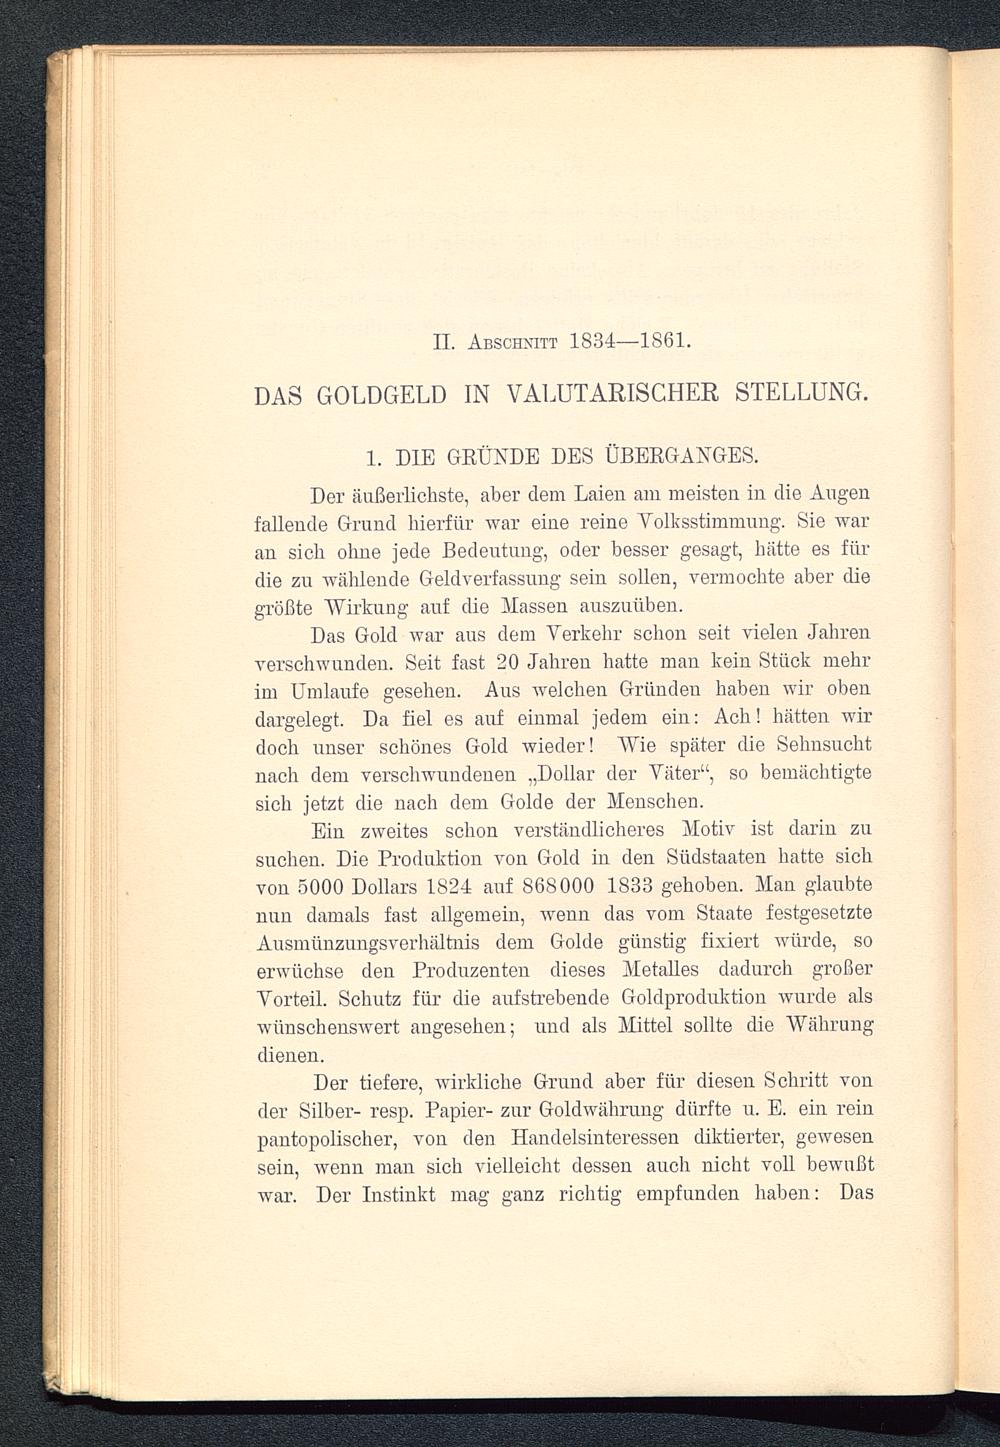 II. Abschnitt 1834—1861.
DAS GOLDGELD IN VALUTARISCHER STELLUNG.
1. DIE GRÜNDE DES ÜBERGANGES.
Der äußerlichste, aber dem Laien am meisten in die Augen
fallende Grund hierfür war eine reine Volksstimmung. Sie war
an sich ohne jede Bedeutung, oder besser gesagt, hätte es für
die zu wählende Geldverfassung sein sollen, vermochte aber die
größte Wirkung auf die Massen auszuüben.
Das Gold war aus dem Verkehr schon seit vielen Jahren
verschwunden. Seit fast 20 Jahren hatte man kein Stück mehr
im Umlaufe gesehen. Aus welchen Gründen haben wir oben
dargelegt. Da fiel es auf einmal jedem ein: Ach! hätten wir
doch unser schönes Gold wieder! Wie später die Sehnsucht
nach dem verschwundenen „Dollar der Väter“, so bemächtigte
sich jetzt die nach dem Golde der Menschen.
Ein zweites schon verständlicheres Motiv ist darin zu
suchen. Die Produktion von Gold in den Südstaaten hatte sich
von 5000 Dollars 1824 auf 868000 1833 gehoben. Man glaubte
nun damals fast allgemein, wenn das vom Staate festgesetzte
Ausmünzungsverhältnis dem Golde günstig fixiert würde, so
erwüchse den Produzenten dieses Metalles dadurch großer
Vorteil. Schutz für die aufstrebende Goldproduktion wurde als
wünschenswert angesehen; und als Mittel sollte die Währung
dienen.
Der tiefere, wirkliche Grund aber für diesen Schritt von
der Silber- resp. Papier- zur Goldwährung dürfte u. E. ein rein
pantopolischer, von den Handelsinteressen diktierter, gewesen
sein, wenn man sich vielleicht dessen auch nicht voll bewußt
war. Der Instinkt mag ganz richtig empfunden haben: Das